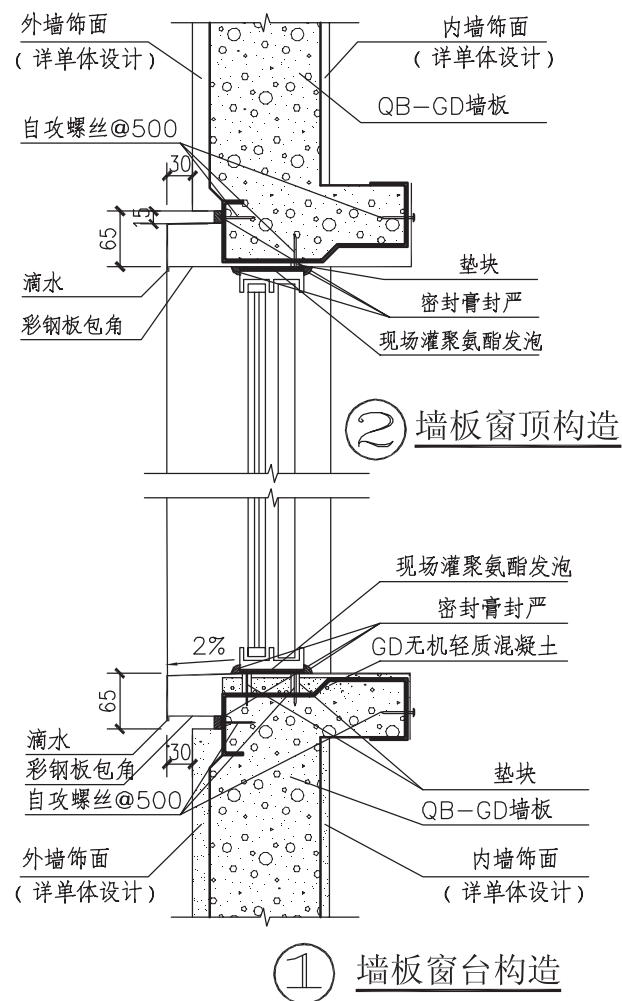 外墙饰面
（详单体设计）
内墙饰面
（详单体设计）
QB-GD墙板
自攻螺丝@500
30
15
65
滴水
彩钢板包角
垫块
密封膏封严
现场灌聚氨酯发泡
② 墙板窗顶构造
现场灌聚氨酯发泡
密封膏封严
2%
GD无机轻质混凝土
65
滴水
30
彩钢板包角
自攻螺丝@500
垫块
QB-GD墙板
外墙饰面
（详单体设计）
内墙饰面
（详单体设计）
① 墙板窗台构造